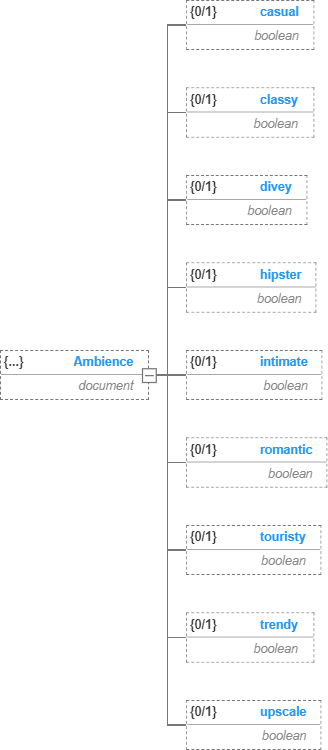 {0/1} casual
boolean
{0/1} classy
boolean
{0/1} divey
boolean
{0/1} hipster
boolean
{...} Ambience
document
{0/1} intimate
boolean
{0/1} romantic
boolean
{0/1} touristy
boolean
{0/1} trendy
boolean
{0/1} upscale
boolean